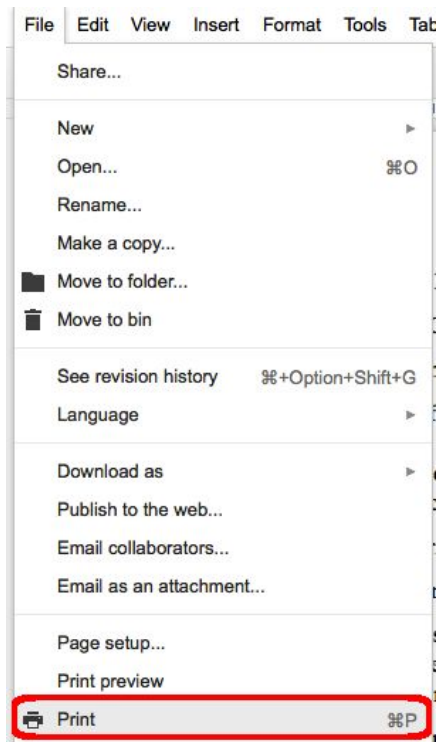 File Edit View Insert Format Tools Tab
Share...
New
Open... ⌘O
Rename...
Make a copy...
Move to folder...
Move to bin
See revision history ⌘+Option+Shift+G
Language
Download as
Publish to the web...
Email collaborators...
Email as an attachment...
Page setup...
Print preview
Print ⌘P